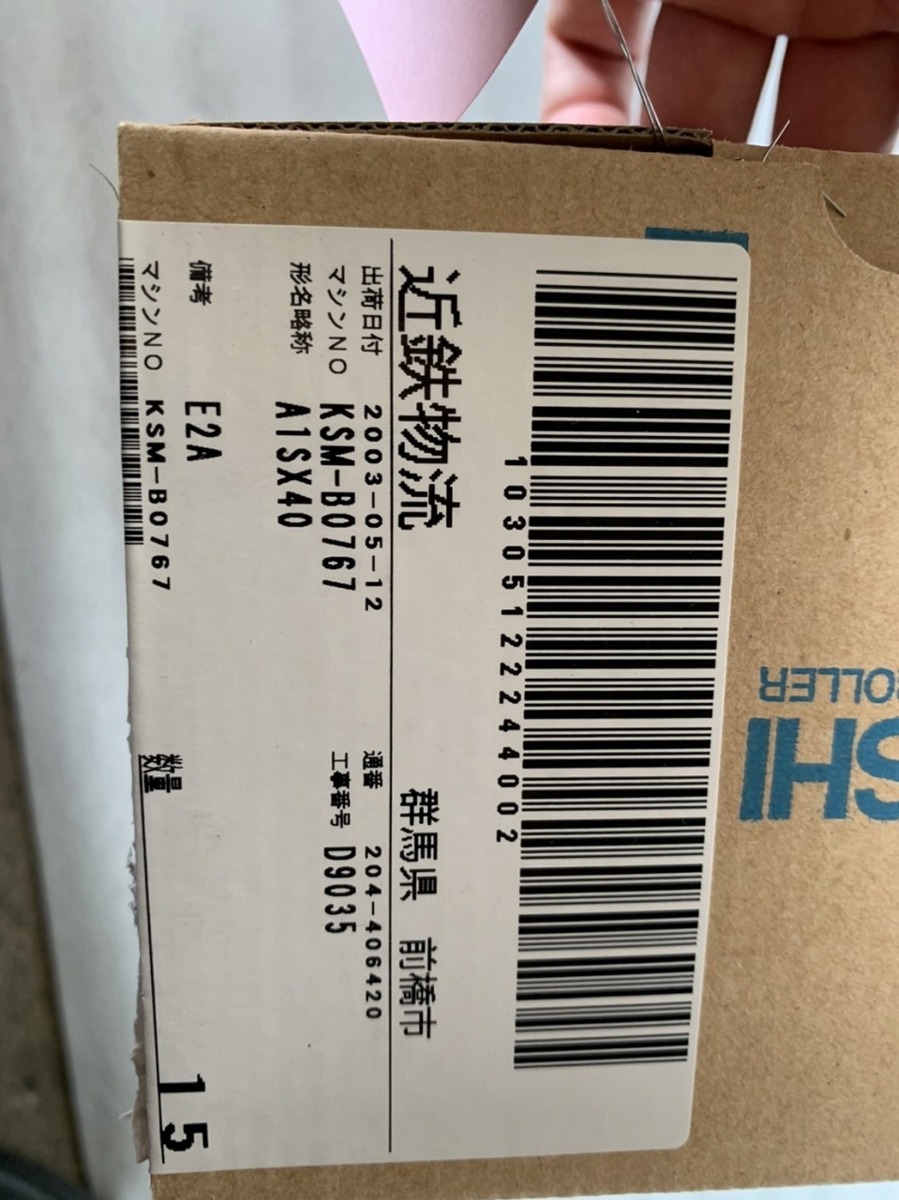 1030512224 4002
近鉄物流 群馬県 前橋市
出荷日付 2003-05-12 通番 204-406420
マシンNO KSM-B0767 工事番号 D9035
形名略称 A1SX40
備考 E2A
マシンNO KSM-B0767 数量 15
SHI
ROLLER